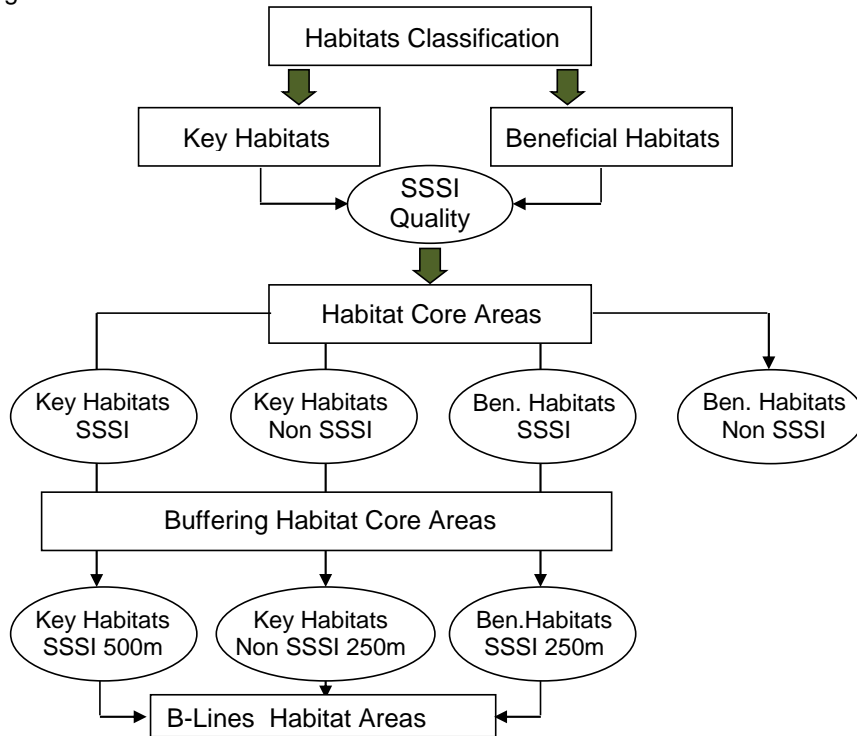 g
Habitats Classification
Key Habitats
Beneficial Habitats
SSSI
Quality
Habitat Core Areas
Key Habitats
SSSI
Key Habitats
Non SSSI
Ben. Habitats
SSSI
Ben. Habitats
Non SSSI
Buffering Habitat Core Areas
Key Habitats
SSSI 500m
Key Habitats
Non SSSI 250m
Ben.Habitats
SSSI 250m
B-Lines Habitat Areas